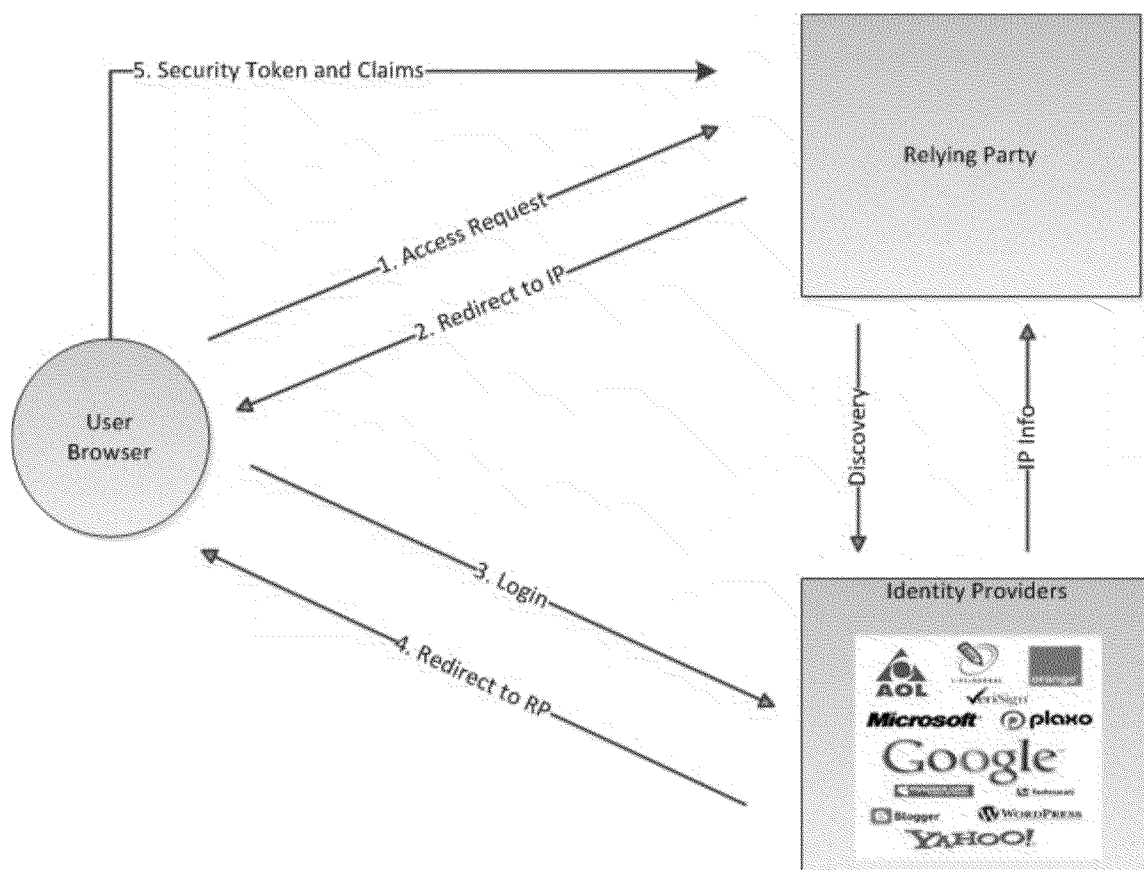 5. Security Token and Claims
Relying Party
1. Access Request
2. Redirect to IP
User
Browser
Discovery
IP Info
3. Login
4. Redirect to RP
Identity Providers
AOL
VeriSign
Microsoft
plaxo
Google
Blogger
WORDPRESS
YAHOO!